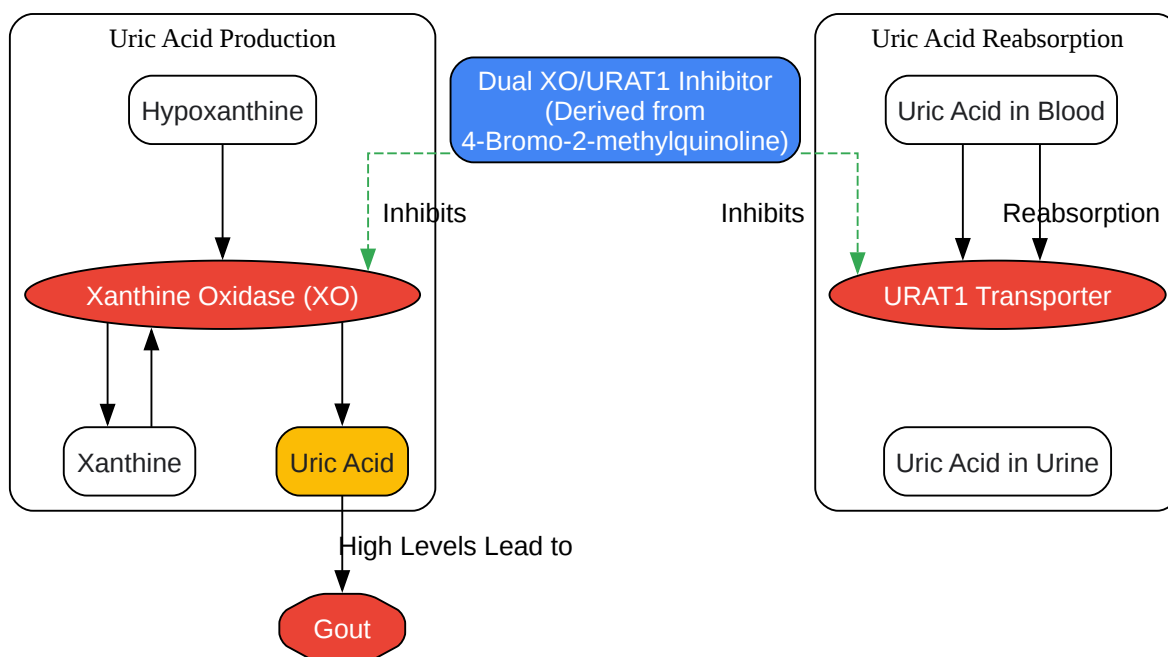 Uric Acid Production
Uric Acid Reabsorption
Dual XO/URAT1 Inhibitor
(Derived from
4-Bromo-2-methylquinoline)
Hypoxanthine
Uric Acid in Blood
Inhibits
Inhibits
Reabsorption
Xanthine Oxidase (XO)
URAT1 Transporter
Xanthine
Uric Acid
Uric Acid in Urine
High Levels Lead to
Gout